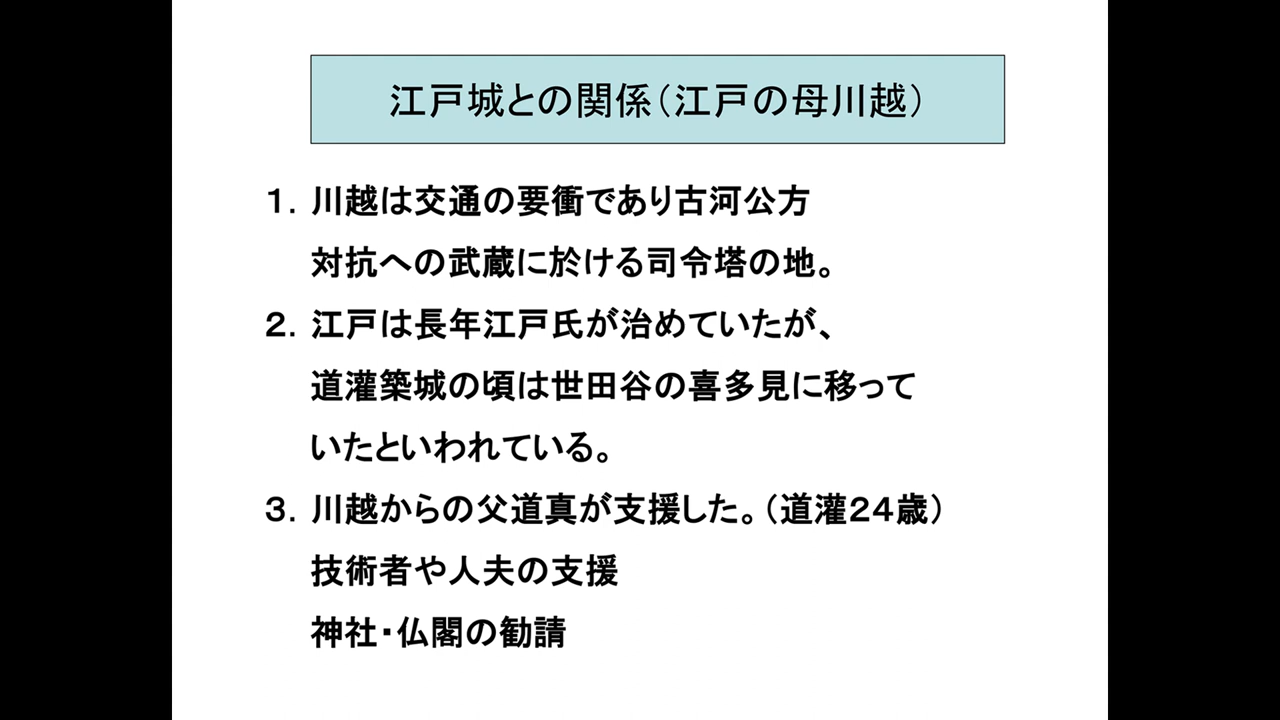 江戸城との関係（江戸の母川越）
１．川越は交通の要衝であり古河公方
対抗への武蔵に於ける司令塔の地。
２．江戸は長年江戸氏が治めていたが、
道灌築城の頃は世田谷の喜多見に移って
いたといわれている。
３．川越からの父道真が支援した。（道灌２４歳）
技術者や人夫の支援
神社・仏閣の勧請